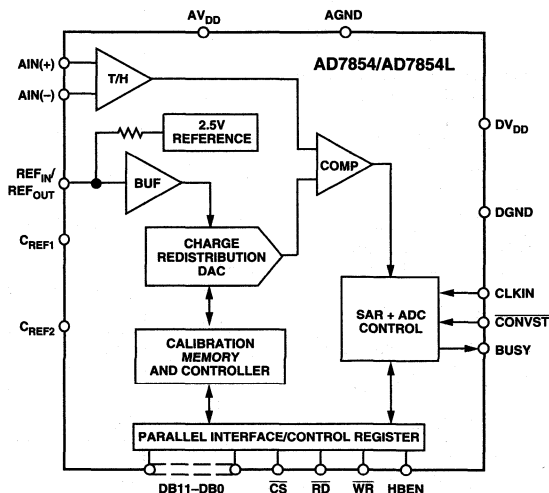 AVDD
AGND
AD7854/AD7854L
AIN(+)
AIN(–)
T/H
2.5V
REFERENCE
DVDD
COMP
REFIN/
REFOUT
BUF
DGND
CREF1
CHARGE
REDISTRIBUTION
DAC
CLKIN
SAR + ADC
CONTROL
CONVST
BUSY
CREF2
CALIBRATION
MEMORY
AND CONTROLLER
PARALLEL INTERFACE/CONTROL REGISTER
DB11–DB0
CS
RD
WR
HBEN